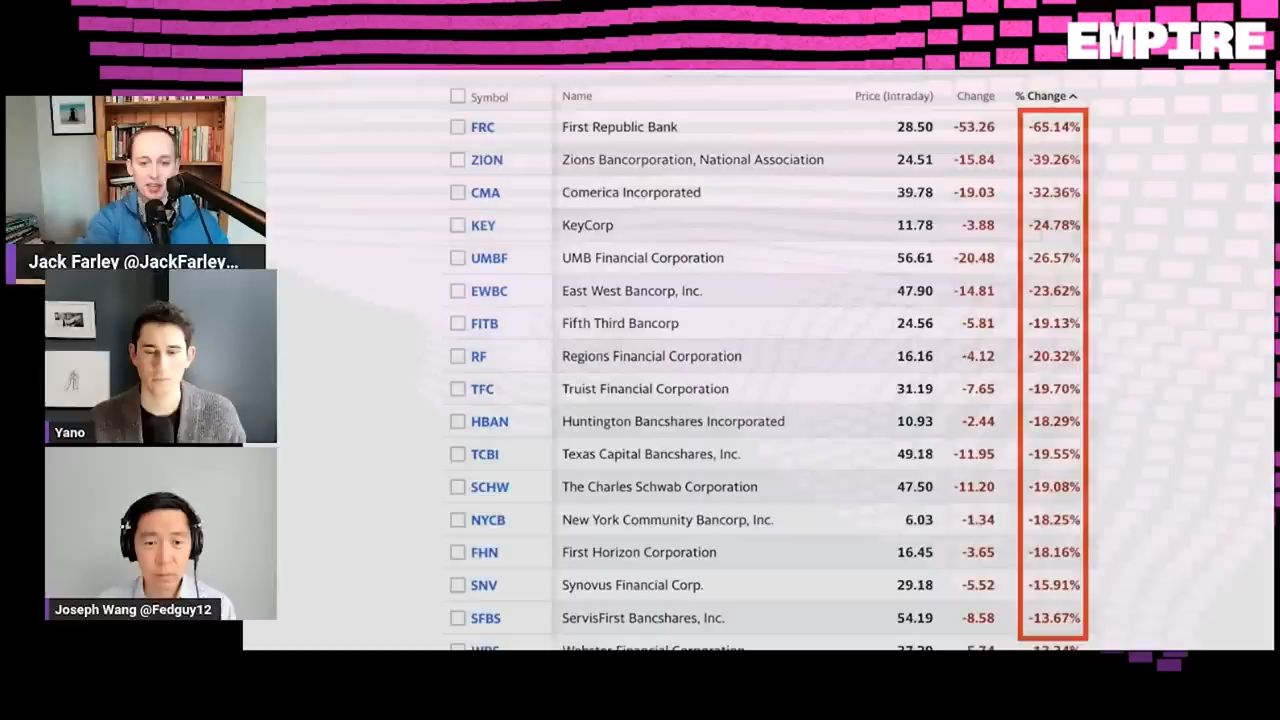 EMPIRE
Symbol Name Price (Intraday) Change % Change
FRC First Republic Bank 28.50 -53.26 -65.14%
ZION Zions Bancorporation, National Association 24.51 -15.84 -39.26%
CMA Comerica Incorporated 39.78 -19.03 -32.36%
KEY KeyCorp 11.78 -3.88 -24.78%
UMBF UMB Financial Corporation 56.61 -20.48 -26.57%
EWBC East West Bancorp, Inc. 47.90 -14.81 -23.62%
FITB Fifth Third Bancorp 24.56 -5.81 -19.13%
RF Regions Financial Corporation 16.16 -4.12 -20.32%
TFC Truist Financial Corporation 31.19 -7.65 -19.70%
HBAN Huntington Bancshares Incorporated 10.93 -2.44 -18.29%
TCBI Texas Capital Bancshares, Inc. 49.18 -11.95 -19.55%
SCHW The Charles Schwab Corporation 47.50 -11.20 -19.08%
NYCB New York Community Bancorp, Inc. 6.03 -1.34 -18.25%
FHN First Horizon Corporation 16.45 -3.65 -18.16%
SNV Synovus Financial Corp. 29.18 -5.52 -15.91%
SFBS ServisFirst Bancshares, Inc. 54.19 -8.58 -13.67%
Webster Financial Corporation
Jack Farley @JackFarley...
Yano
Joseph Wang @Fedguy12